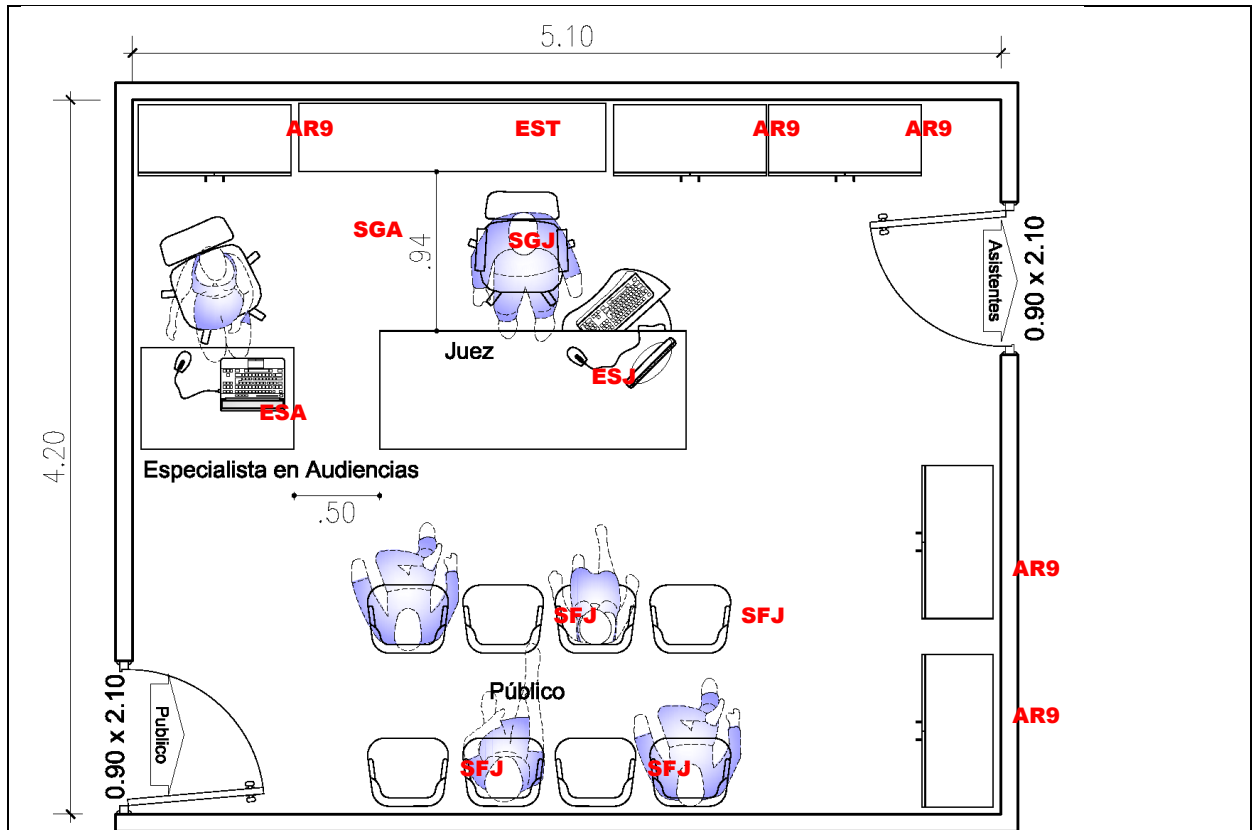 5.10
AR9
EST
AR9
AR9
SGA
SGJ
.94
Asistentes
0.90 x 2.10
Juez
ESJ
ESA
4.20
Especialista en Audiencias
.50
AR9
SFJ
SFJ
Público
0.90 x 2.10
Publico
AR9
SFJ
SFJ